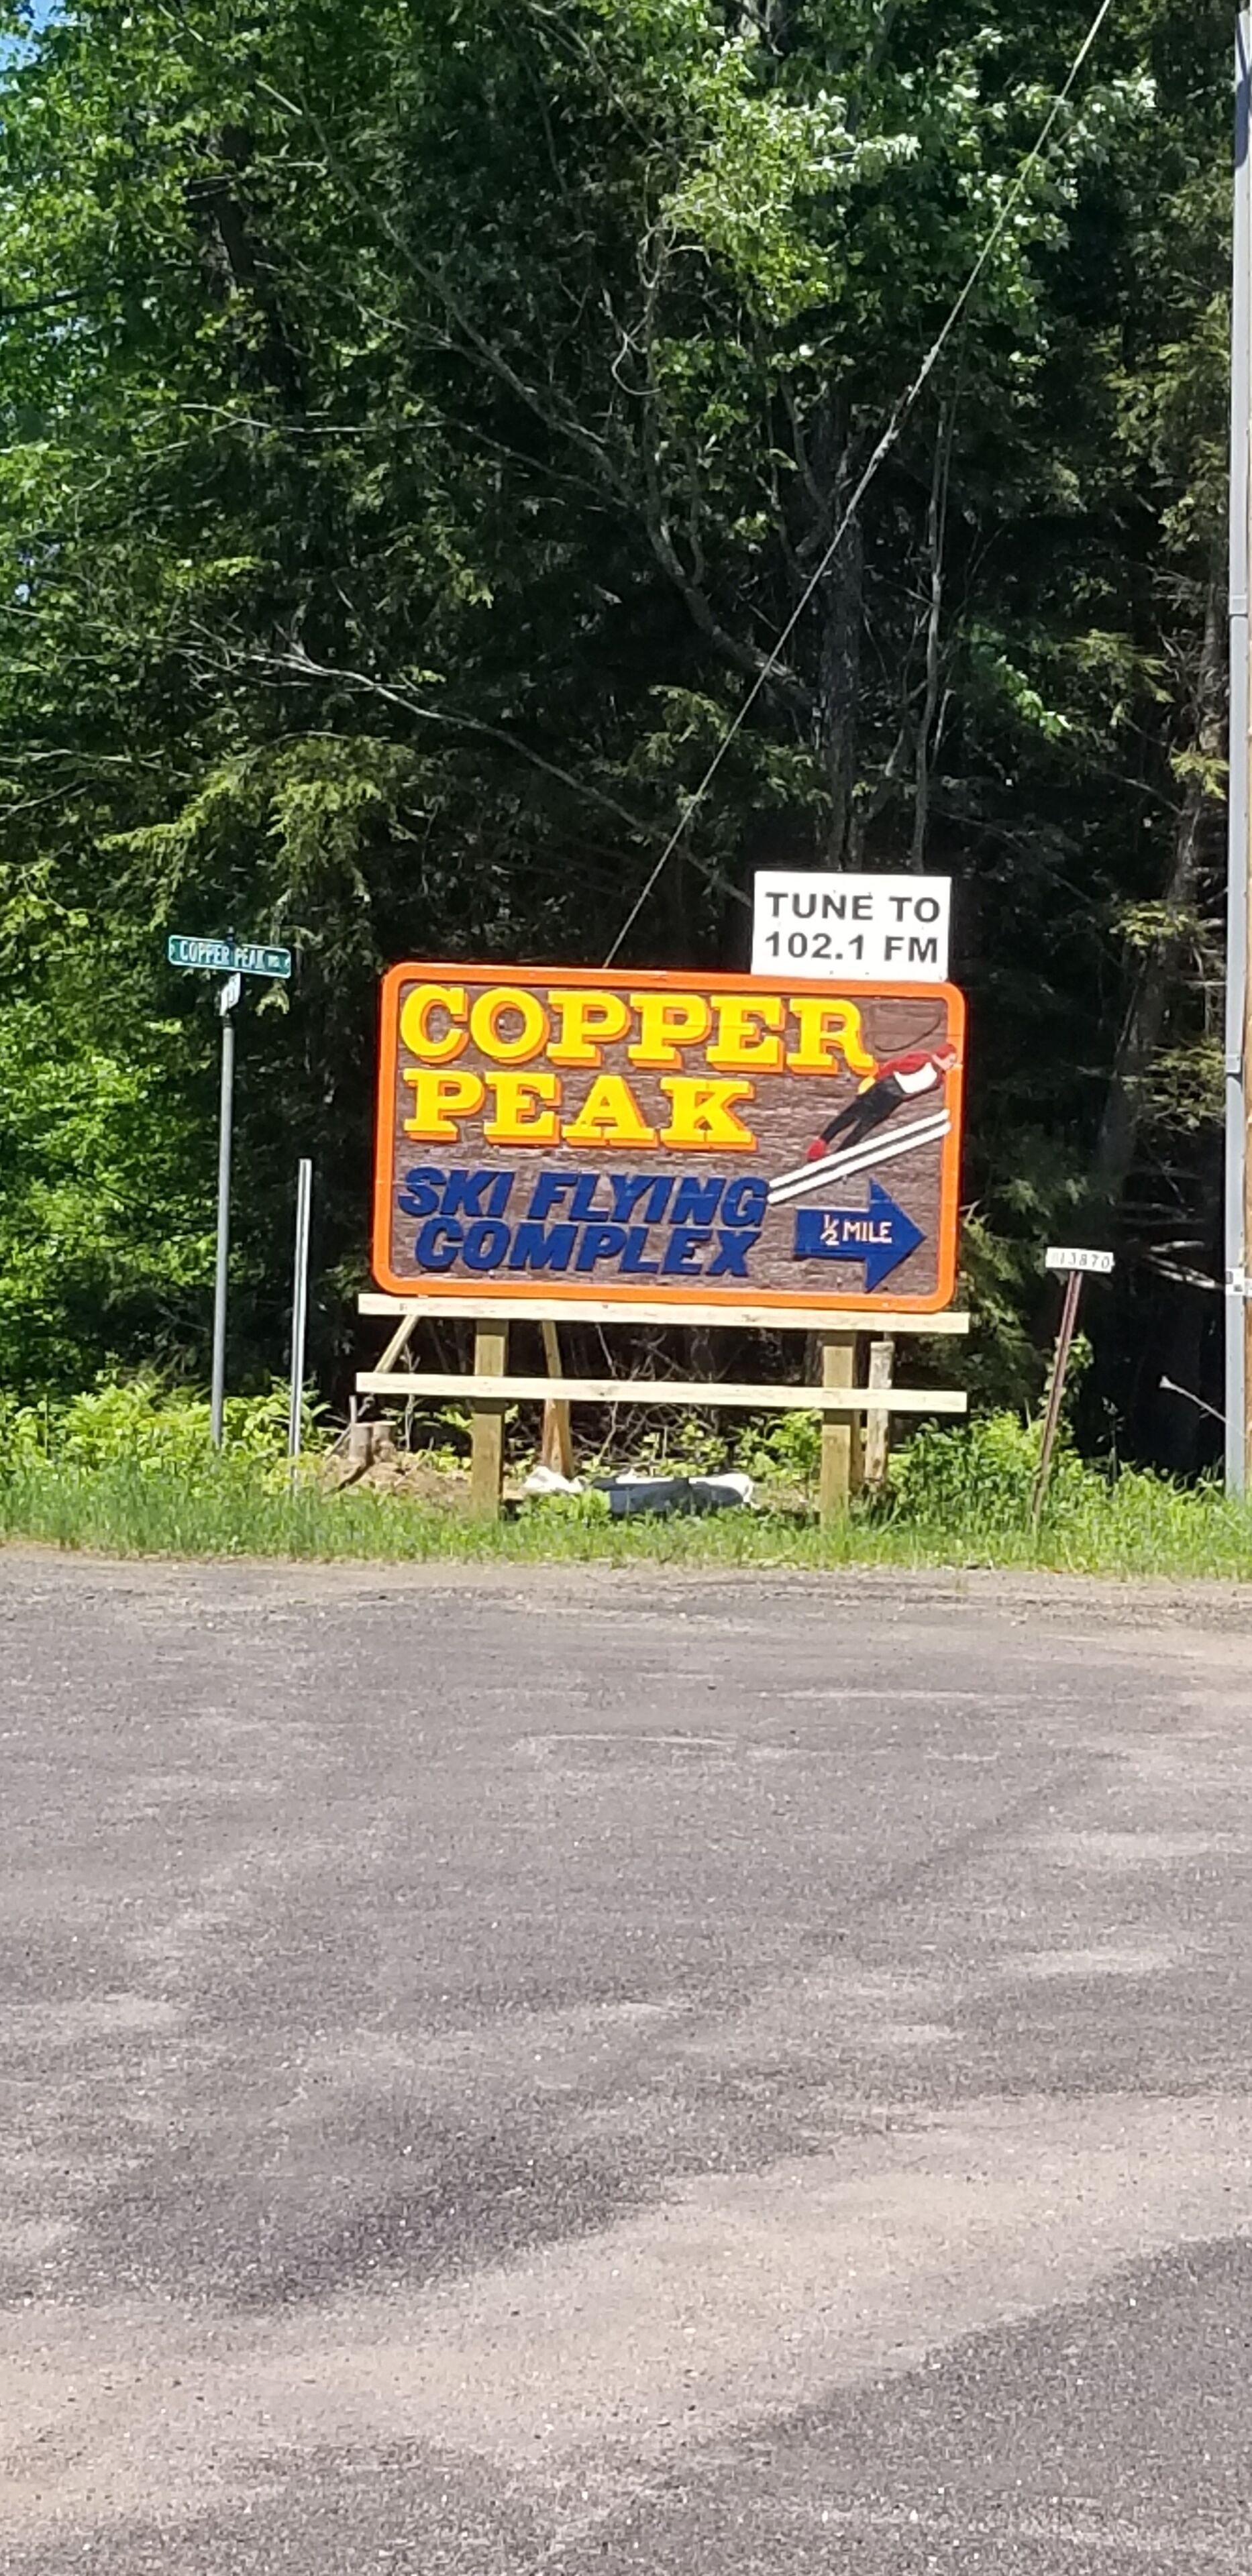 TUNE TO
102.1 FM
COPPER PEAK
COPPER
PEAK
SKI FLYING
COMPLEX
½ MILE
13870